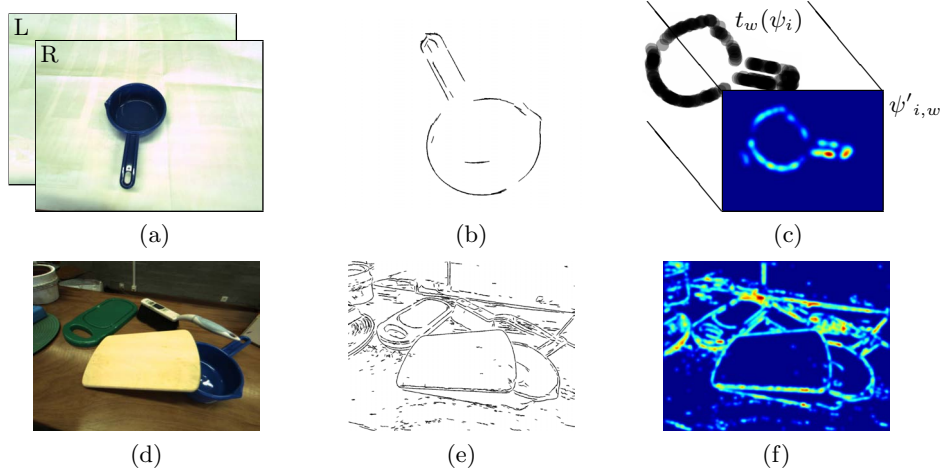 L
R
t_w(ψ_i)
ψ'_{i,w}
(a)
(b)
(c)
(d)
(e)
(f)